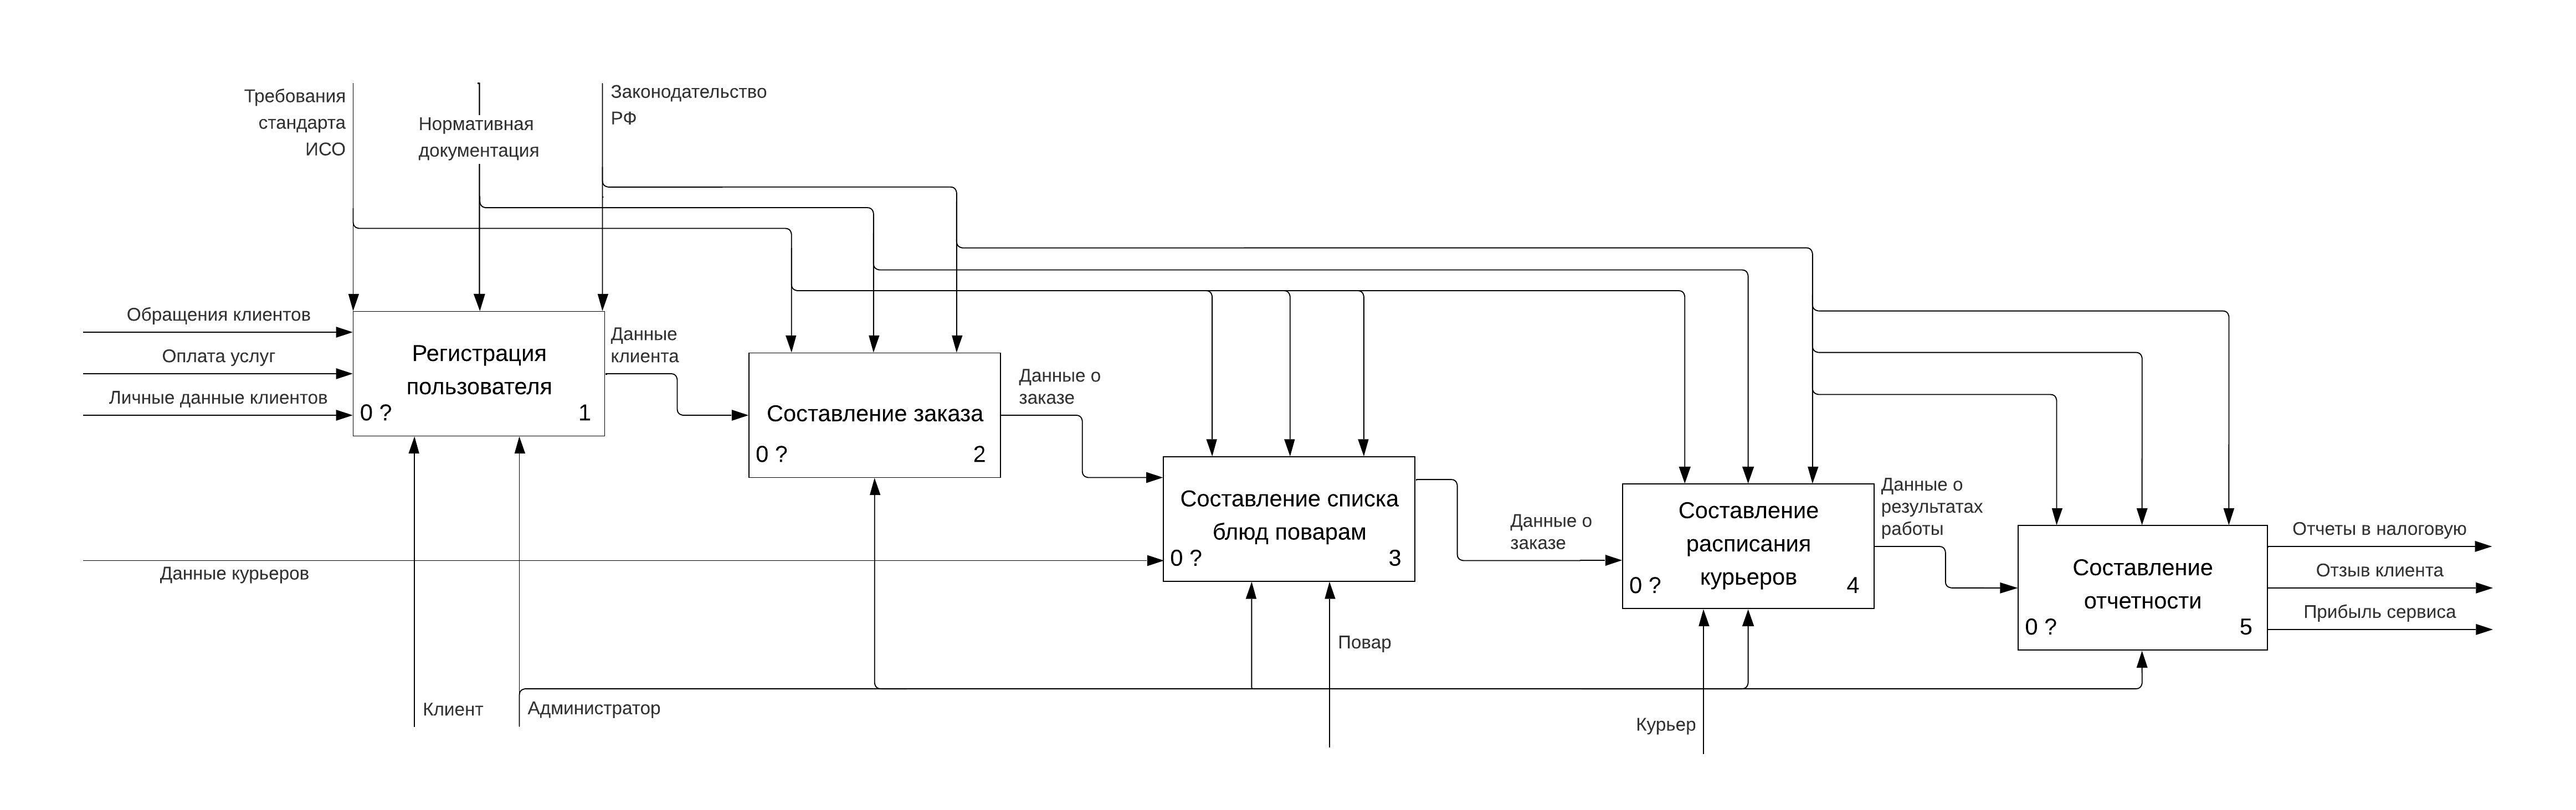 Требования
стандарта
ИСО
Нормативная
документация
Законодательство
РФ
Обращения клиентов
Оплата услуг
Личные данные клиентов
Регистрация
пользователя
0 ? 1
Данные
клиента
Составление заказа
0 ? 2
Данные о
заказе
Составление списка
блюд поварам
0 ? 3
Данные курьеров
Данные о
заказе
Составление
расписания
курьеров
0 ? 4
Данные о
результатах
работы
Составление
отчетности
0 ? 5
Отчеты в налоговую
Отзыв клиента
Прибыль сервиса
Клиент
Администратор
Повар
Курьер